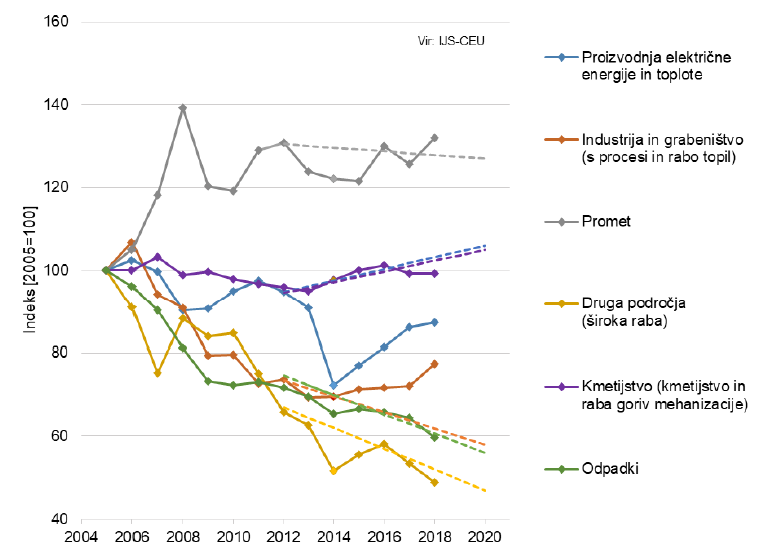 160
140
120
100
80
60
40
2004
2006
2008
2010
2012
2014
2016
2018
2020
Indeks [2005=100]
Vir: IJS-CEU
Proizvodnja električne
energije in toplote
Industrija in grabeništvo
(s procesi in rabo topil)
Promet
Druga področja
(široka raba)
Kmetijstvo (kmetijstvo in
raba goriv mehanizacije)
Odpadki